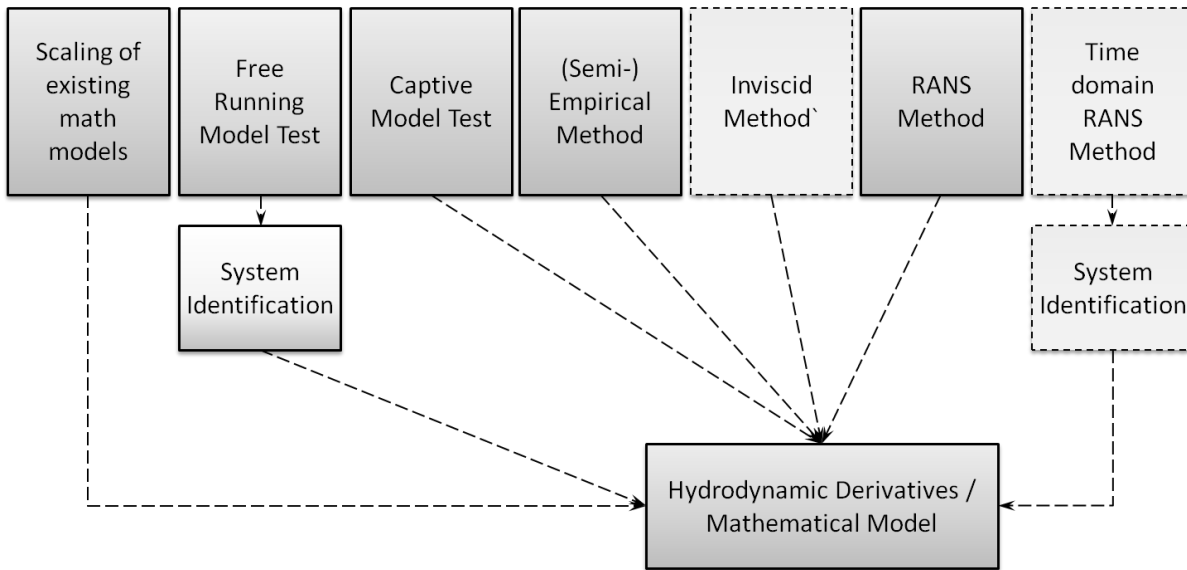 Scaling of
existing
math
models
Free
Running
Model Test
Captive
Model Test
(Semi-)
Empirical
Method
Inviscid
Method`
RANS
Method
Time
domain
RANS
Method
System
Identification
System
Identification
Hydrodynamic Derivatives /
Mathematical Model